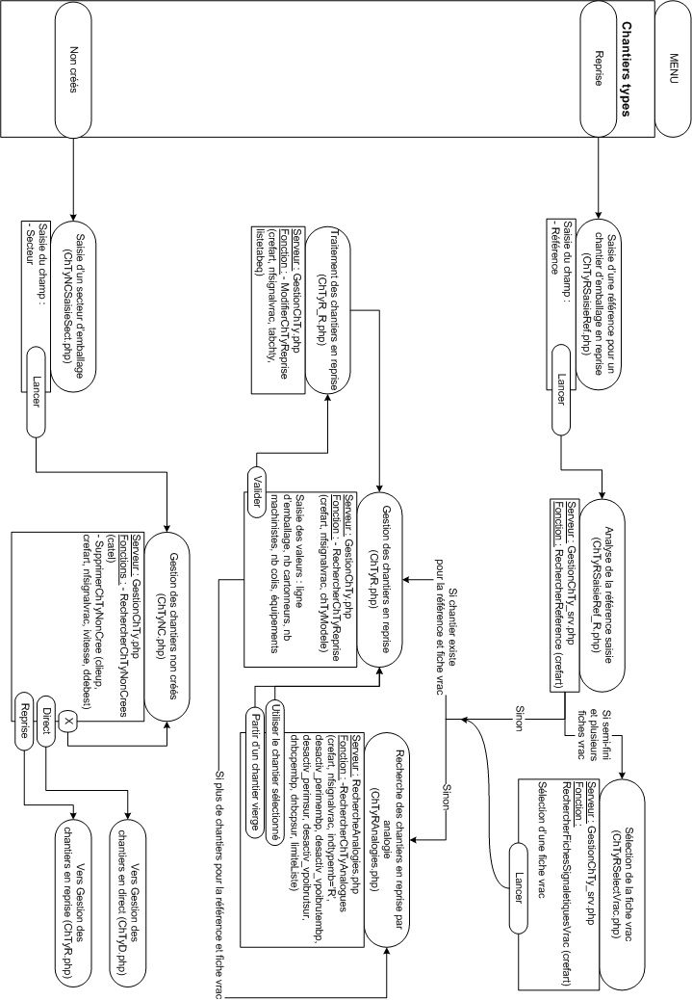 MENU
Chantiers types
Reprise
Non créés
Saisie d'une référence pour un
chantier d'emballage en reprise
(ChTyRSaisieRef.php)
Saisie du champ :
- Référence
Lancer
Analyse de la référence saisie
(ChTyRSaisieRef_R.php)
Serveur : GestionChTy_srv.php
Fonction : RechercherReference (crefart)
Si semi-fini
et plusieurs
fiches vrac
Sinon
Sélection de la fiche vrac
(ChTyRSelectVrac.php)
Serveur : GestionChTy_srv.php
Fonction :
RechercherFichesSignaletiquesVrac (crefart)
Sélection d'une fiche vrac
Lancer
Si chantier existe
pour la référence et fiche vrac
Sinon
Traitement des chantiers en reprise
(ChTyR_R.php)
Serveur : GestionChTy.php
Fonction : - ModifierChTyReprise
(crefart, nfsignalvrac, tabchty,
listetabeq)
Gestion des chantiers en reprise
(ChTyR.php)
Serveur : GestionChTy.php
Fonction : - RechercherChTyReprise
(crefart, nfsignalvrac, chTyModele)
Saisie des valeurs : ligne
d'emballage, nb cartonneurs, nb
machinistes, nb colis, équipements
Valider
Recherche des chantiers en reprise par
analogie
(ChTyRAnalogies.php)
Serveur : RechercheAnalogies.php
Fonction : -RechercherChTyAnalogues
(crefart, nfsignalvrac, indtypemb='R',
desactiv_perimembp, desactiv_vpoibrutembp,
desactiv_perimsur, desactiv_vpoibrutsur,
dnbcpembp, dnbcpsur, limiteListe)
Utiliser le chantier sélectionné
Partir d'un chantier vierge
Si plus de chantiers pour la référence et fiche vrac
Saisie d'un secteur d'emballage
(ChTyNCSaisieSect.php)
Saisie du champ :
- Secteur
Lancer
Gestion des chantiers non créés
(ChTyNC.php)
Serveur : GestionChTy.php
Fonctions : - RechercherChTyNonCrees
(catel)
- SupprimerChTyNonCree (clieup,
crefart, nfsignalvrac, ivitesse, ddebest)
X
Direct
Reprise
Vers Gestion des
chantiers en direct (ChTyD.php)
Vers Gestion des
chantiers en reprise (ChTyR.php)